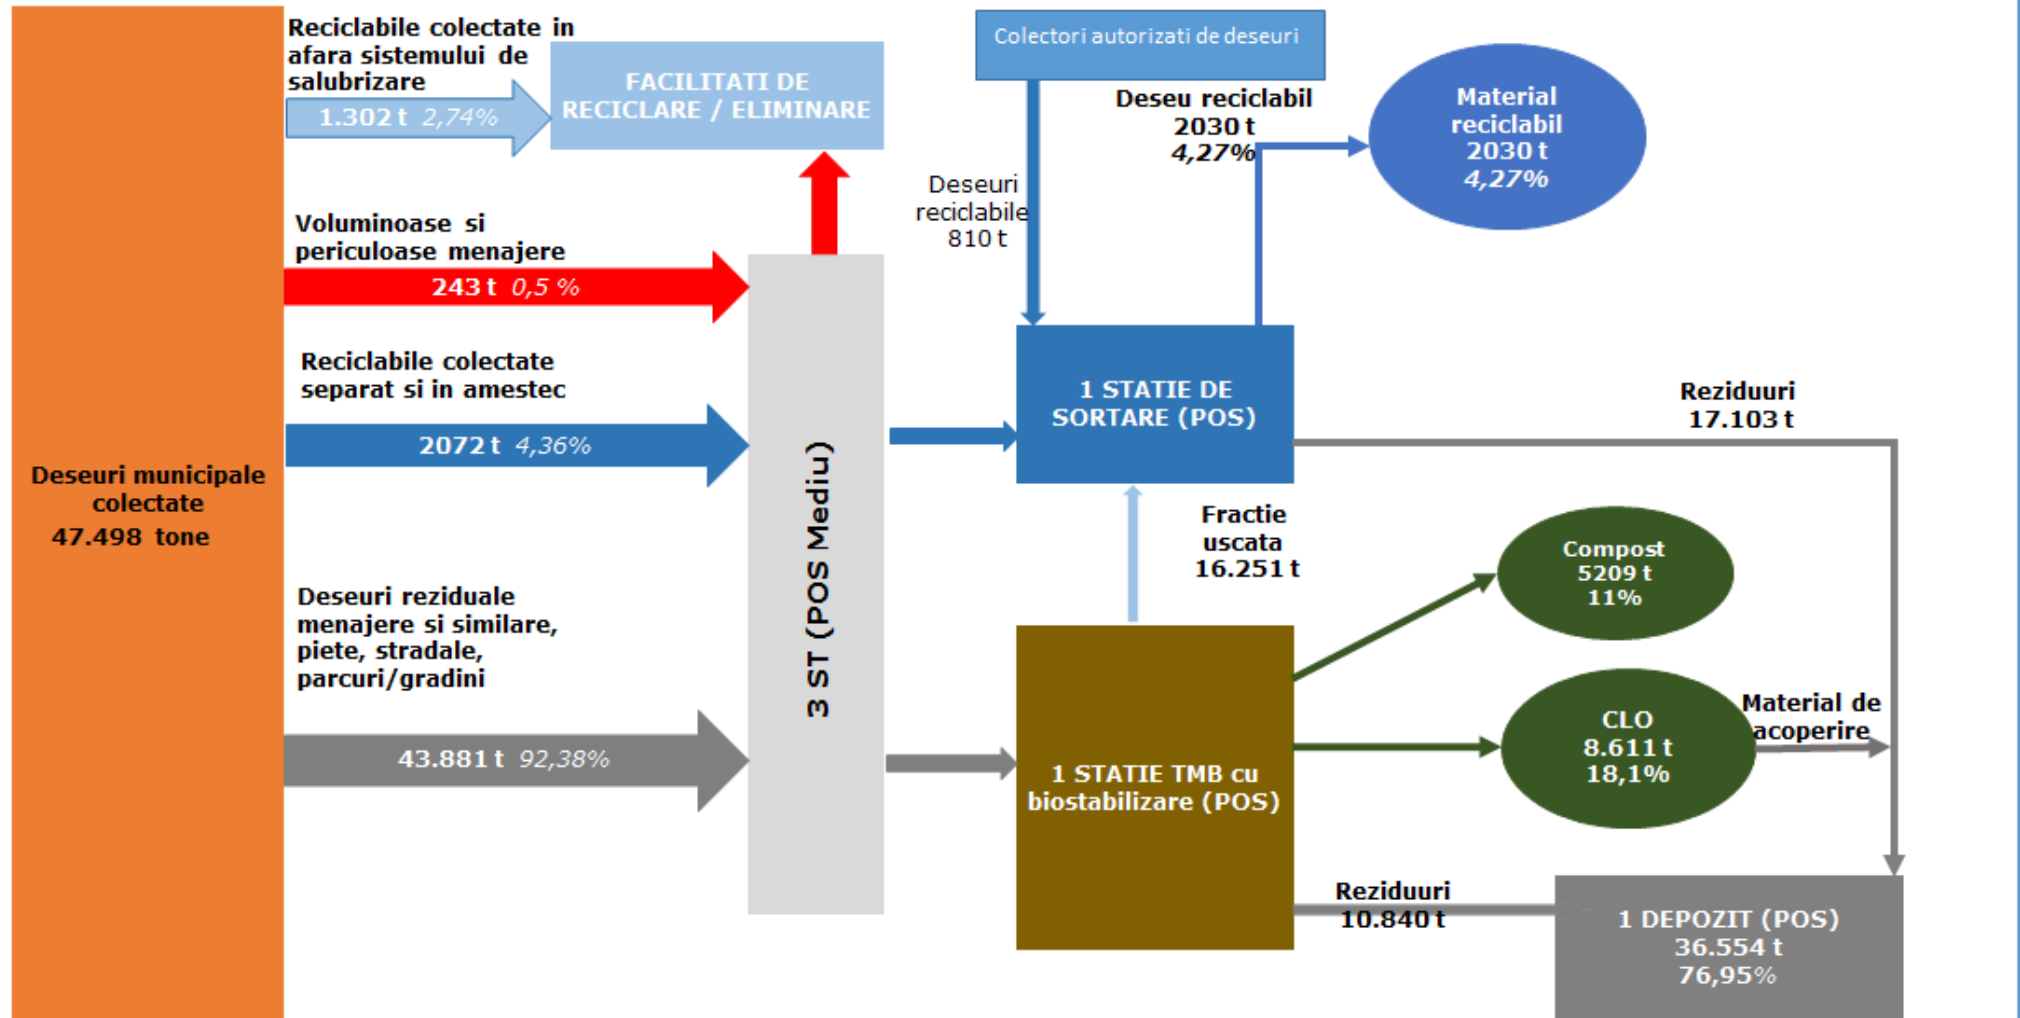 Reciclabile colectate in
afara sistemului de
salubrizare
1.302 t 2,74%
FACILITATI DE
RECICLARE / ELIMINARE
Colectori autorizati de deseuri
Deseu reciclabil
2030 t
4,27%
Material
reciclabil
2030 t
4,27%
Deseuri
reciclabile
810 t
Voluminoase si
periculoase menajere
243 t 0,5 %
Reciclabile colectate
separat si in amestec
2072 t 4,36%
Deseuri municipale
colectate
47.498 tone
3 ST (POS Mediu)
1 STATIE DE
SORTARE (POS)
Reziduuri
17.103 t
Fractie
uscata
16.251 t
Compost
5209 t
11%
Deseuri reziduale
menajere si similare,
piete, stradale,
parcuri/gradini
43.881 t 92,38%
1 STATIE TMB cu
biostabilizare (POS)
CLO
8.611 t
18,1%
Material de
acoperire
Reziduuri
10.840 t
1 DEPOZIT (POS)
36.554 t
76,95%